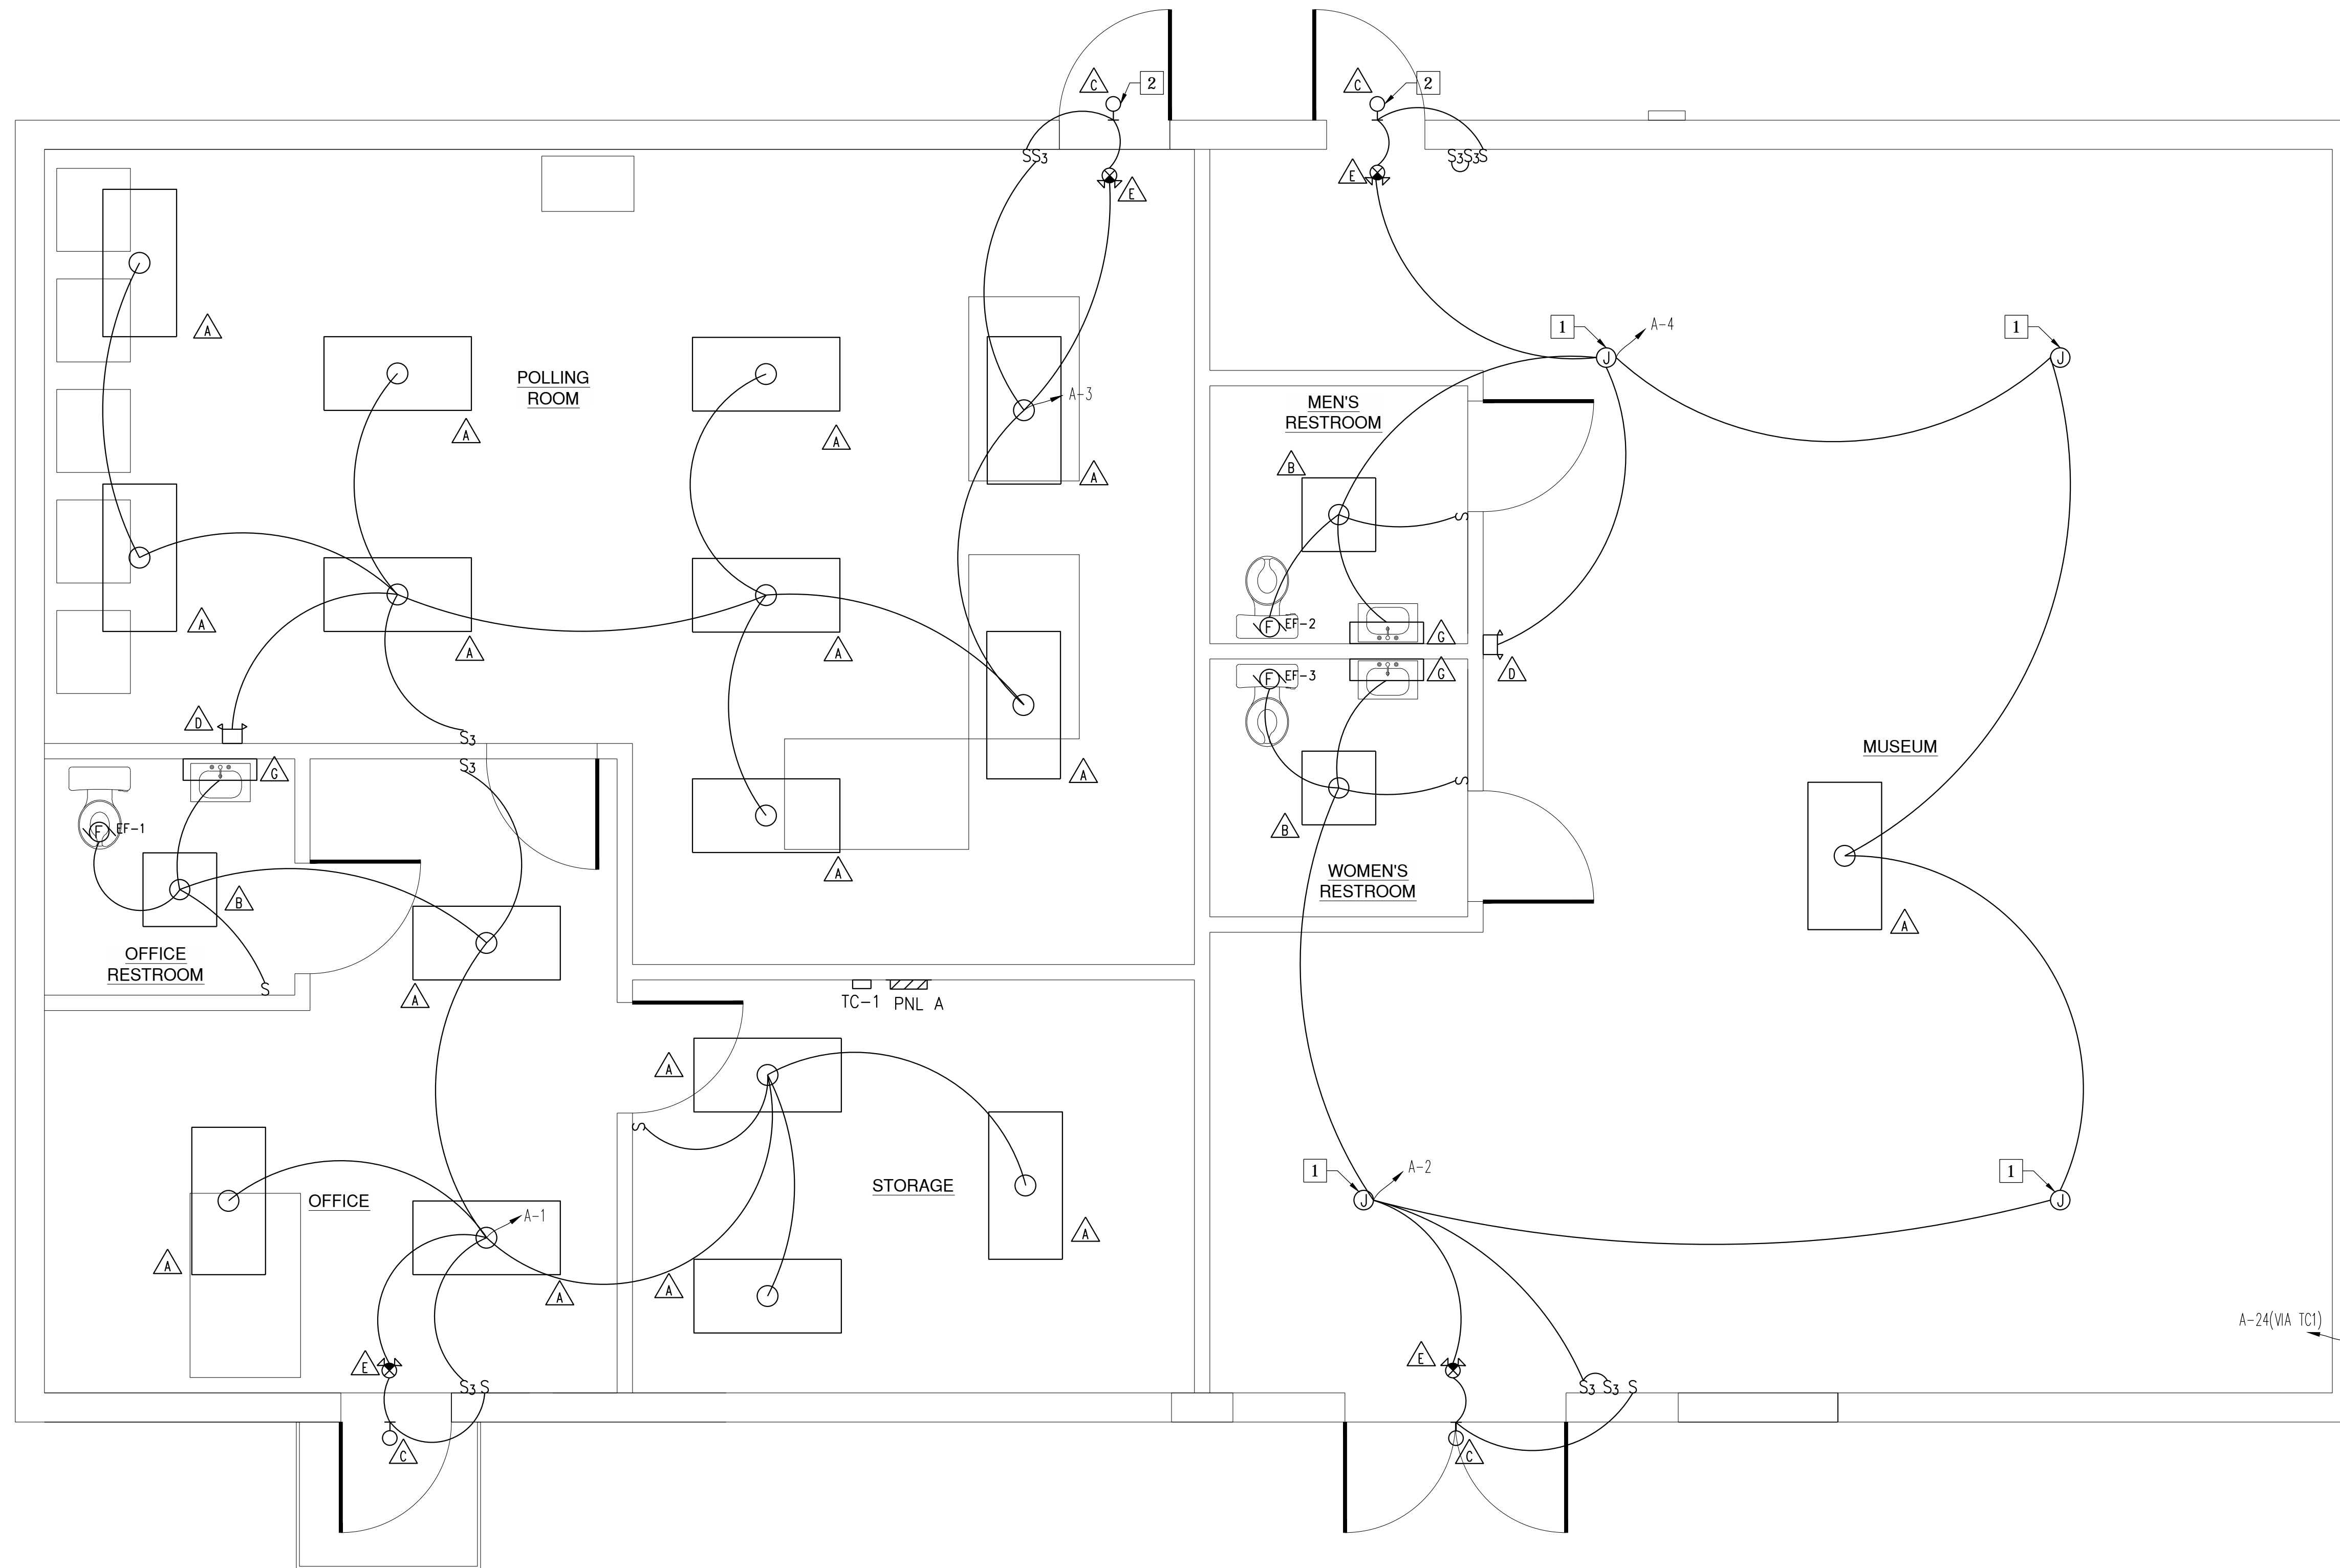 C
2
C
2
SS3
S3S3S
E
E
A
1
A-4
1
J
J
POLLING
ROOM
A-3
MEN'S
RESTROOM
A
A
A
B
S
A
A
A
F
EF-2
G
F
EF-3
G
D
D
S3
S3
G
A
MUSEUM
S
B
F
EF-1
A
WOMEN'S
RESTROOM
B
A
OFFICE
RESTROOM
S
A
TC-1
PNL A
A
S
STORAGE
1
A-2
1
J
J
OFFICE
A-1
A
A
A
A
A-24(VIA TC1)
E
E
S3 S
S3 S3 S
C
C